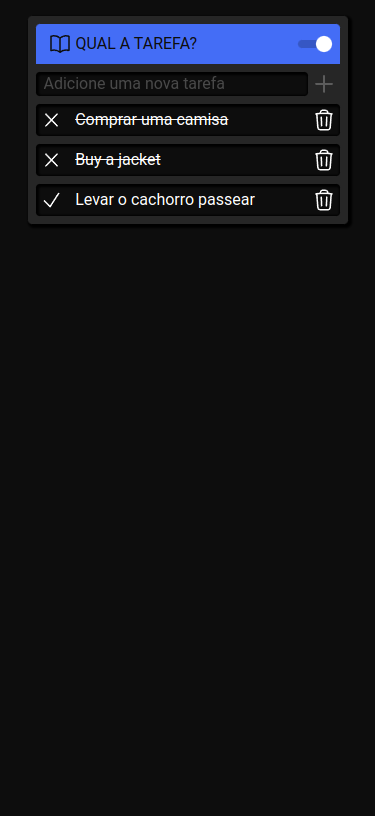 QUAL A TAREFA?
Adicione uma nova tarefa
Comprar uma camisa
Buy a jacket
Levar o cachorro passear